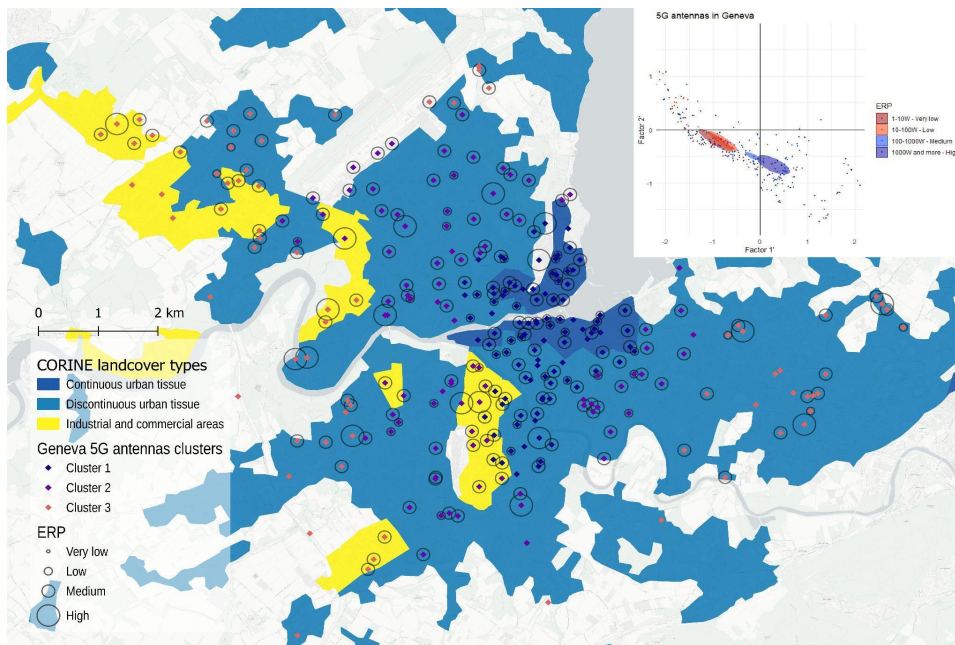 5G antennas in Geneva
1
0
-1
Factor 2'
-2
-1
0
1
2
Factor 1'
ERP
1-10W - Very low
10-100W - Low
100-1000W - Medium
1000W and more - High
0 1 2 km
CORINE landcover types
Continuous urban tissue
Discontinuous urban tissue
Industrial and commercial areas
Geneva 5G antennas clusters
Cluster 1
Cluster 2
Cluster 3
ERP
Very low
Low
Medium
High